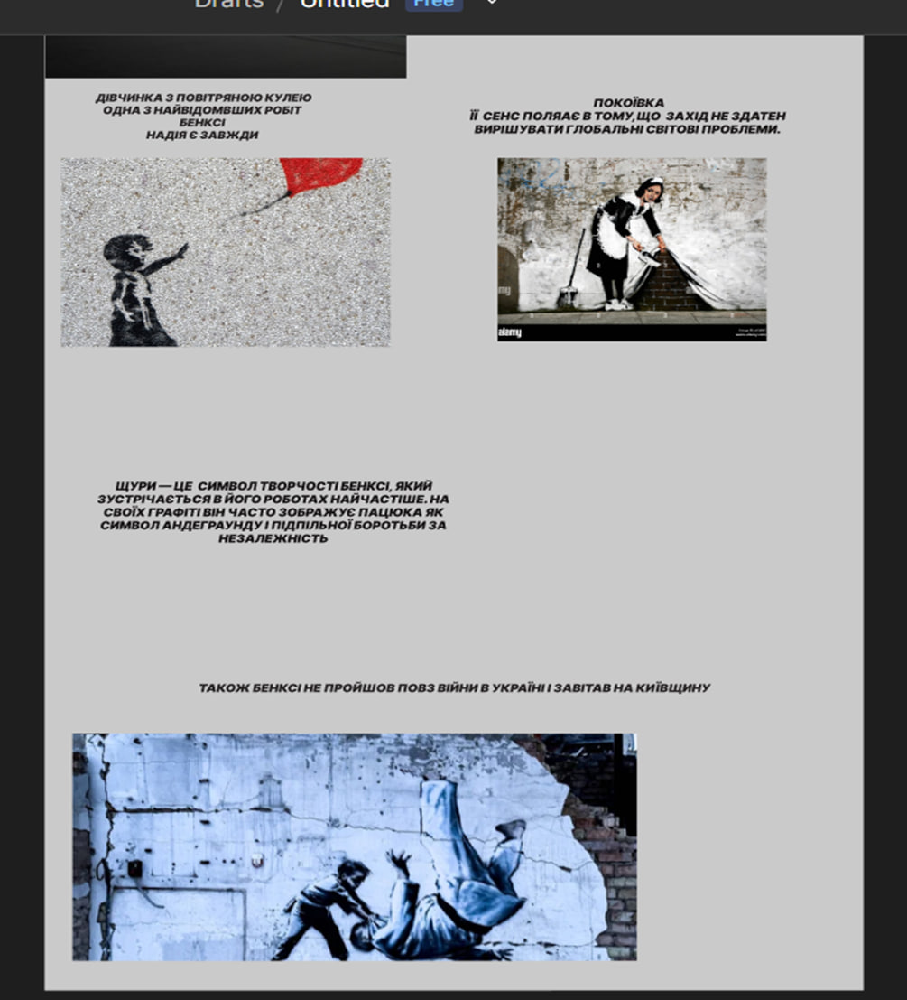 Drafts / Untitled Free
ДІВЧИНКА З ПОВІТРЯНОЮ КУЛЕЮ
ОДНА З НАЙВІДОМВШИХ РОБІТ
БЕНКСІ
НАДІЯ Є ЗАВЖДИ
ПОКОЇВКА
ЇЇ СЕНС ПОЛЯАЄ В ТОМУ, ЩО ЗАХІД НЕ ЗДАТЕН
ВИРІШУВАТИ ГЛОБАЛЬНІ СВІТОВІ ПРОБЛЕМИ.
alamy
ЩУРИ — ЦЕ СИМВОЛ ТВОРЧОСТІ БЕНКСІ, ЯКИЙ
ЗУСТРІЧАЄТЬСЯ В ЙОГО РОБОТАХ НАЙЧАСТІШЕ. НА
СВОЇХ ГРАФІТІ ВІН ЧАСТО ЗОБРАЖУЄ ПАЦЮКА ЯК
СИМВОЛ АНДЕГРАУНДУ І ПІДПІЛЬНОЇ БОРОТЬБИ ЗА
НЕЗАЛЕЖНІСТЬ
ТАКОЖ БЕНКСІ НЕ ПРОЙШОВ ПОВЗ ВІЙНИ В УКРАЇНІ І ЗАВІТАВ НА КИЇВЩИНУ